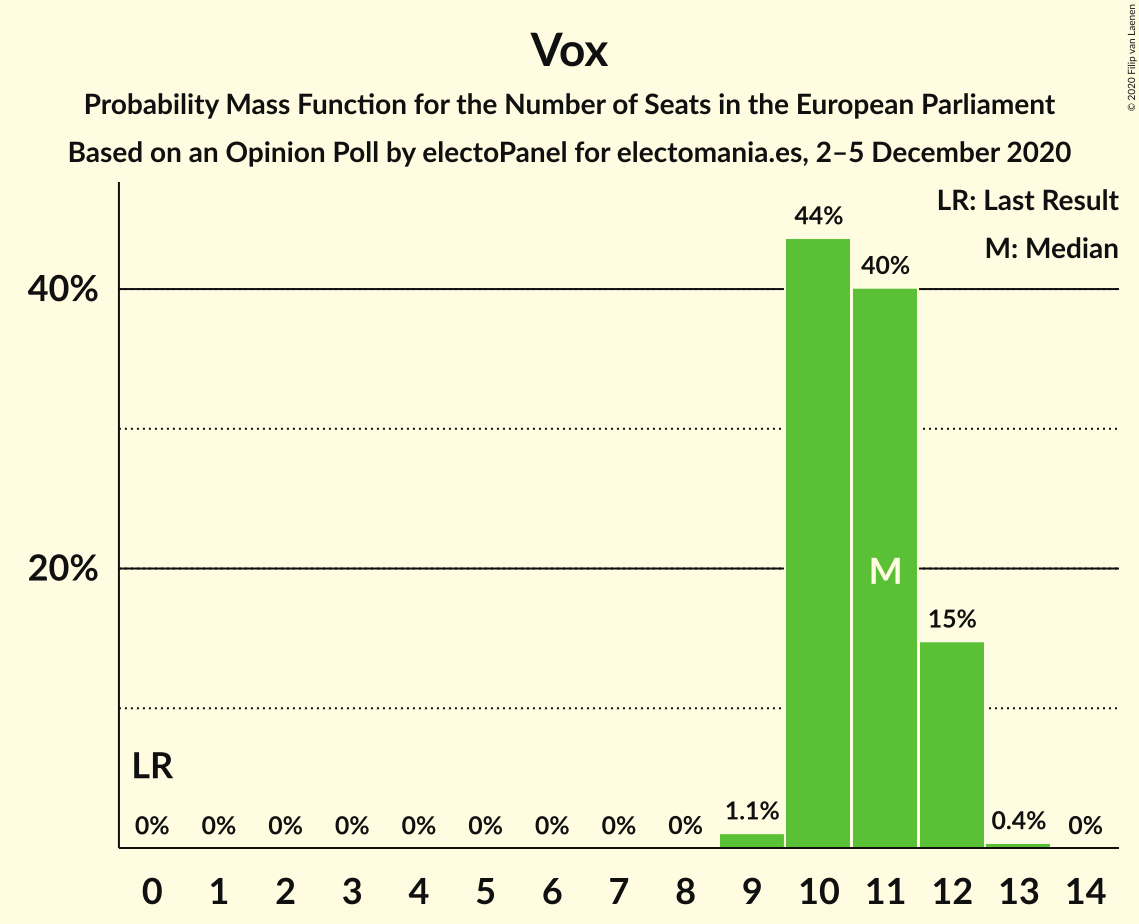 Vox
Probability Mass Function for the Number of Seats in the European Parliament
Based on an Opinion Poll by electoPanel for electomania.es, 2–5 December 2020
© 2020 Filip van Laenen
LR: Last Result
M: Median
44%
40%
40%
20%
M
15%
LR
0% 0% 0% 0% 0% 0% 0% 0% 0% 1.1% 0.4% 0%
0 1 2 3 4 5 6 7 8 9 10 11 12 13 14